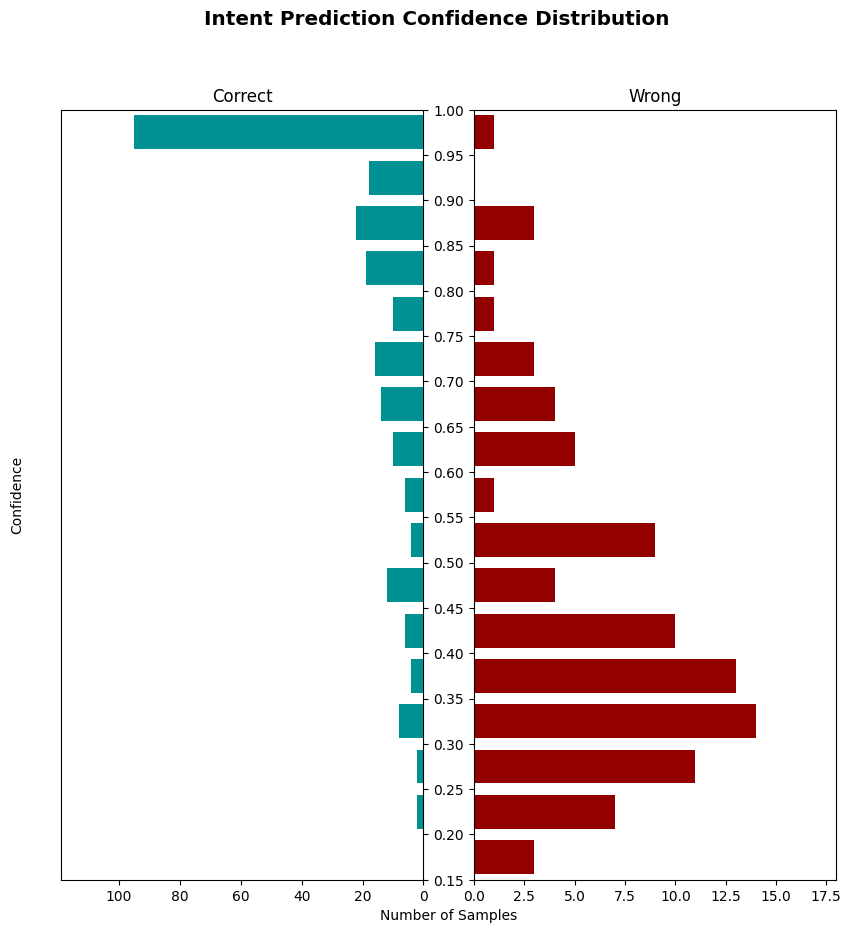 Intent Prediction Confidence Distribution
Correct
Wrong
1.00
0.95
0.90
0.85
0.80
0.75
0.70
0.65
0.60
0.55
0.50
0.45
0.40
0.35
0.30
0.25
0.20
0.15
Confidence
100 80 60 40 20 0
0.0 2.5 5.0 7.5 10.0 12.5 15.0 17.5
Number of Samples